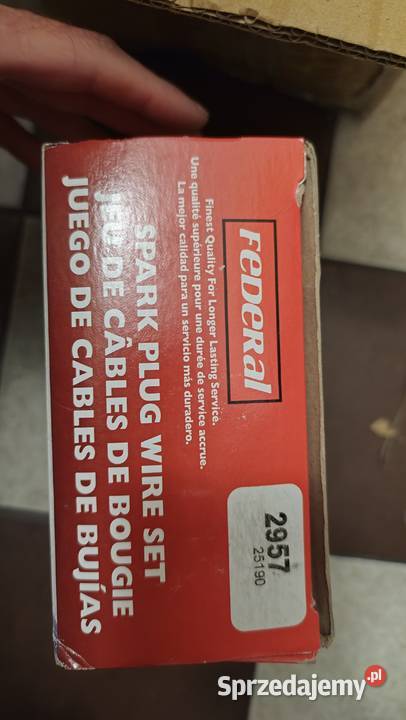 FEDERAL
Finest Quality For Longer Lasting Service.
Une qualité supérieure pour une durée de service accrue.
La mejor calidad para un servicio más duradero.
SPARK PLUG WIRE SET
JEU DE CÂBLES DE BOUGIE
JUEGO DE CABLES DE BUJÍAS
2957
25190
Sprzedajemy.pl